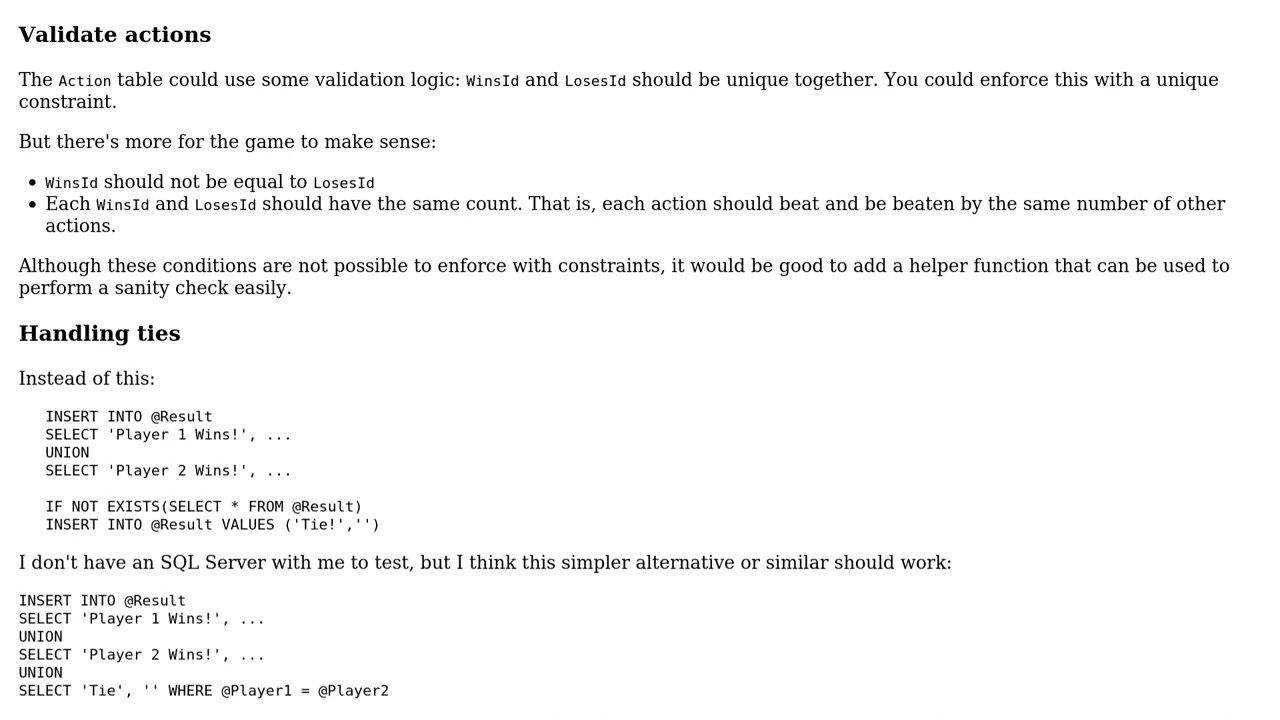 Validate actions
The Action table could use some validation logic: WinsId and LosesId should be unique together. You could enforce this with a unique
constraint.
But there's more for the game to make sense:
• WinsId should not be equal to LosesId
• Each WinsId and LosesId should have the same count. That is, each action should beat and be beaten by the same number of other
actions.
Although these conditions are not possible to enforce with constraints, it would be good to add a helper function that can be used to
perform a sanity check easily.
Handling ties
Instead of this:
INSERT INTO @Result
SELECT 'Player 1 Wins!', ...
UNION
SELECT 'Player 2 Wins!', ...
IF NOT EXISTS(SELECT * FROM @Result)
INSERT INTO @Result VALUES ('Tie!','')
I don't have an SQL Server with me to test, but I think this simpler alternative or similar should work:
INSERT INTO @Result
SELECT 'Player 1 Wins!', ...
UNION
SELECT 'Player 2 Wins!', ...
UNION
SELECT 'Tie', '' WHERE @Player1 = @Player2